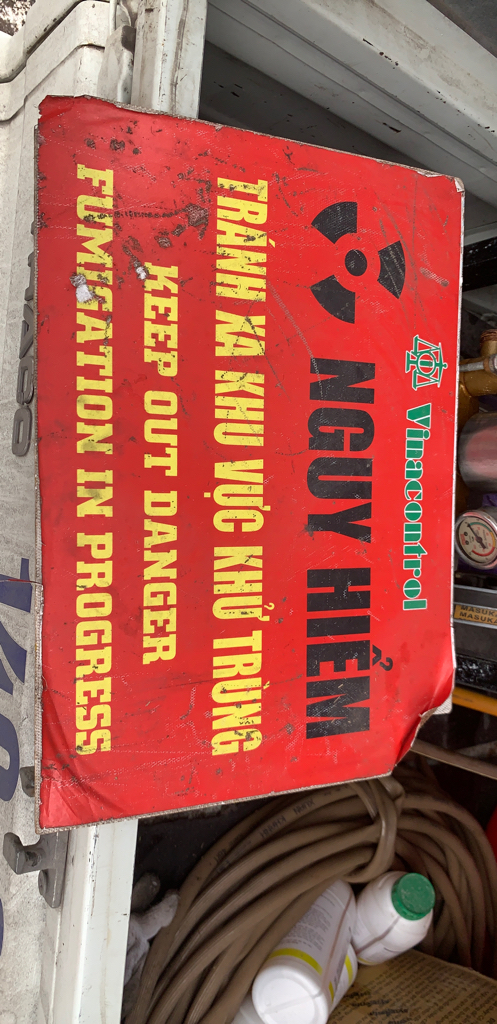 Vinacontrol
NGUY HIỂM
TRÁNH XA KHU VỰC KHỬ TRÙNG
KEEP OUT DANGER
FUMIGATION IN PROGRESS